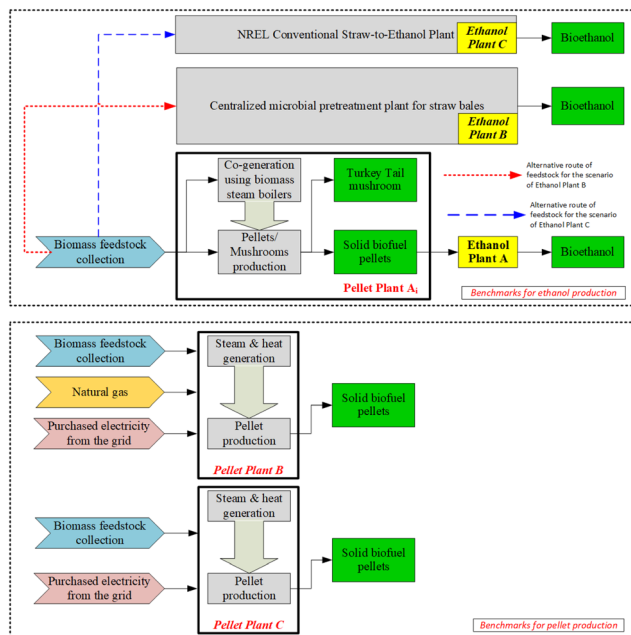 NREL Conventional Straw-to-Ethanol Plant
Ethanol
Plant C
Bioethanol
Centralized microbial pretreatment plant for straw bales
Ethanol
Plant B
Bioethanol
Co-generation
using biomass
steam boilers
Turkey Tail
mushroom
Alternative route of
feedstock for the scenario
of Ethanol Plant B
Alternative route of
feedstock for the scenario
of Ethanol Plant C
Biomass feedstock
collection
Pellets/
Mushrooms
production
Solid biofuel
pellets
Ethanol
Plant A
Bioethanol
Pellet Plant Ai
Benchmarks for ethanol production
Biomass feedstock
collection
Steam & heat
generation
Natural gas
Solid biofuel
pellets
Purchased electricity
from the grid
Pellet
production
Pellet Plant B
Steam & heat
generation
Biomass feedstock
collection
Solid biofuel
pellets
Purchased electricity
from the grid
Pellet
production
Pellet Plant C
Benchmarks for pellet production